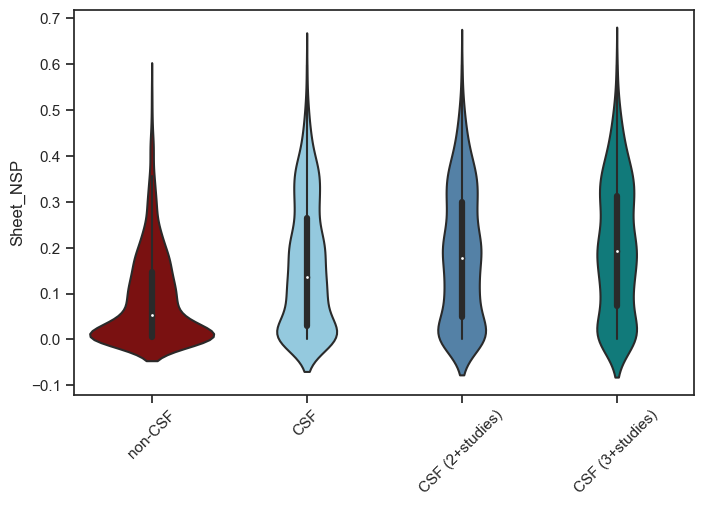 0.7
0.6
0.5
0.4
0.3
0.2
0.1
0.0
−0.1
Sheet_NSP
non-CSF
CSF
CSF (2+studies)
CSF (3+studies)